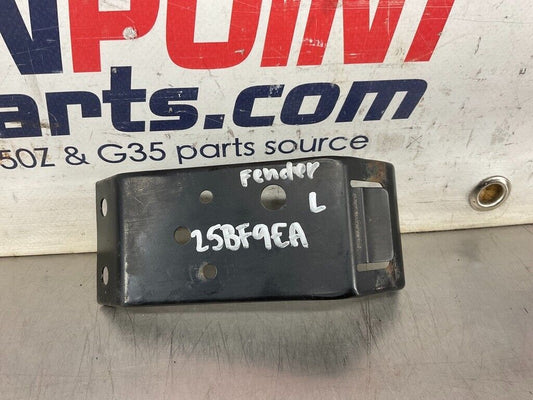 NPOINT
arts.com
50Z & G35 parts source
Fender
L
25BF9EA